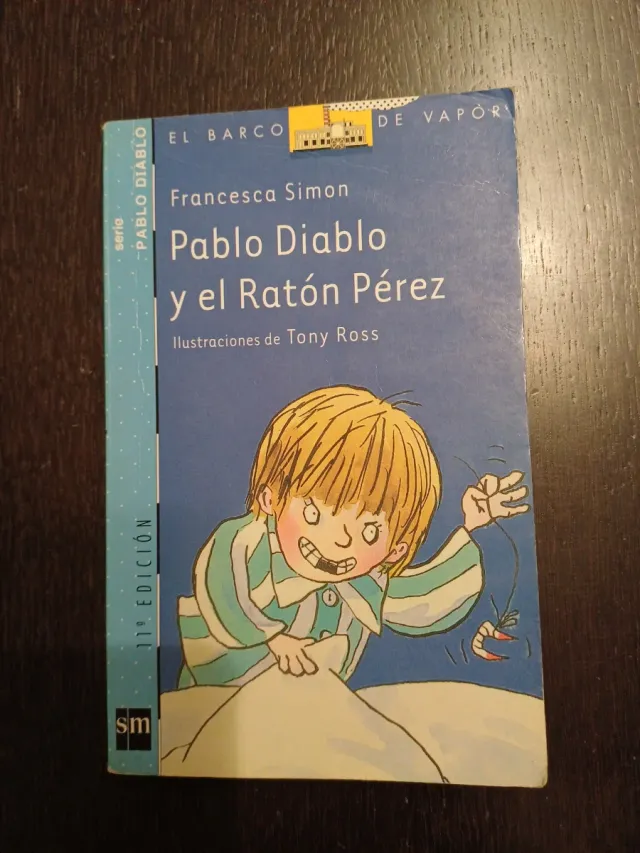 EL BARCO DE VAPOR
serie
PABLO DIABLO
Francesca Simon
Pablo Diablo
y el Ratón Pérez
Ilustraciones de Tony Ross
11ª EDICIÓN
sm